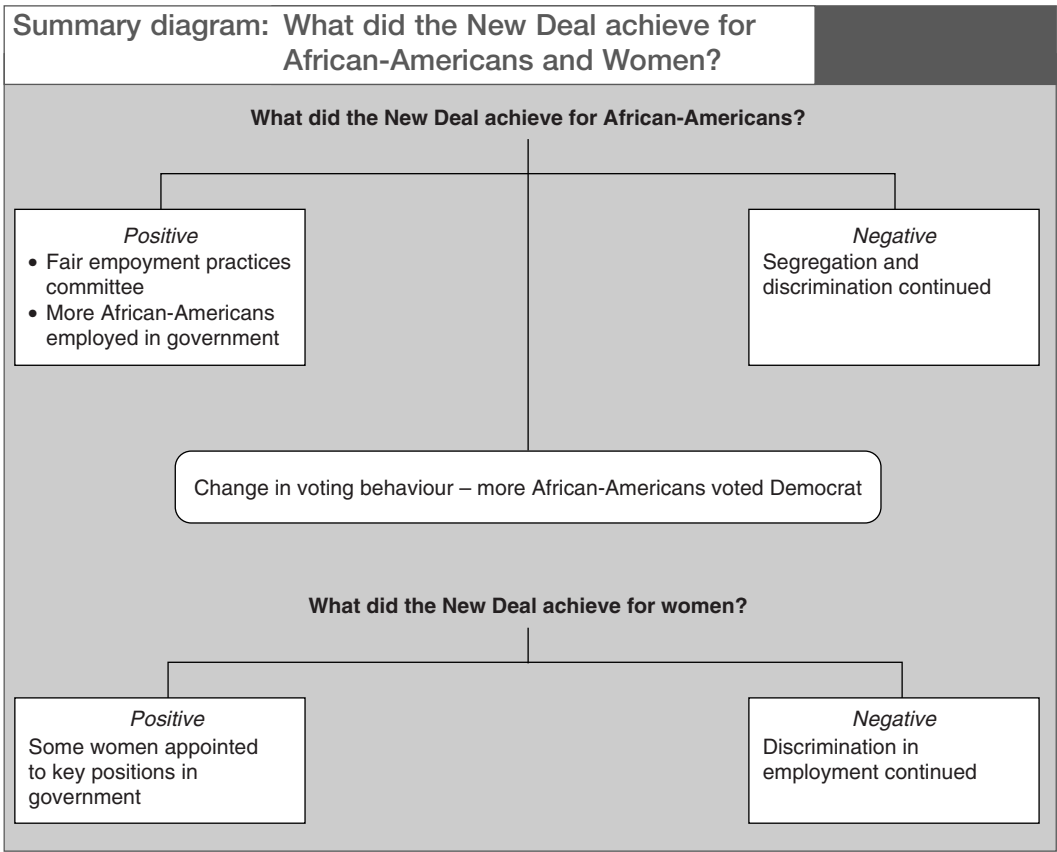 Summary diagram: What did the New Deal achieve for
African-Americans and Women?
What did the New Deal achieve for African-Americans?
Positive
• Fair empoyment practices
committee
• More African-Americans
employed in government
Negative
Segregation and
discrimination continued
Change in voting behaviour – more African-Americans voted Democrat
What did the New Deal achieve for women?
Positive
Some women appointed
to key positions in
government
Negative
Discrimination in
employment continued